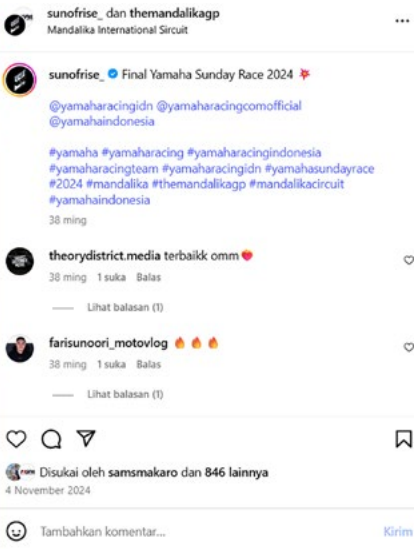 sunofrise_ dan themandalikagp
Mandalika International Sircuit
sunofrise_ Final Yamaha Sunday Race 2024 💥
@yamaharacingidn @yamaharacingcomofficial
@yamahaindonesia
#yamaha #yamaharacing #yamaharacingindonesia
#yamaharacingteam #yamaharacingidn #yamahasundayrace
#2024 #mandalika #themandalikagp #mandalikacircuit
#yamahaindonesia
38 ming
theorydistrict.media terbaikk omm❤️
38 ming 1 suka Balas
Lihat balasan (1)
farisunoori_motovlog 🔥🔥🔥
38 ming 1 suka Balas
Lihat balasan (1)
Disukai oleh samsmakaro dan 846 lainnya
4 November 2024
Tambahkan komentar...
Kirim